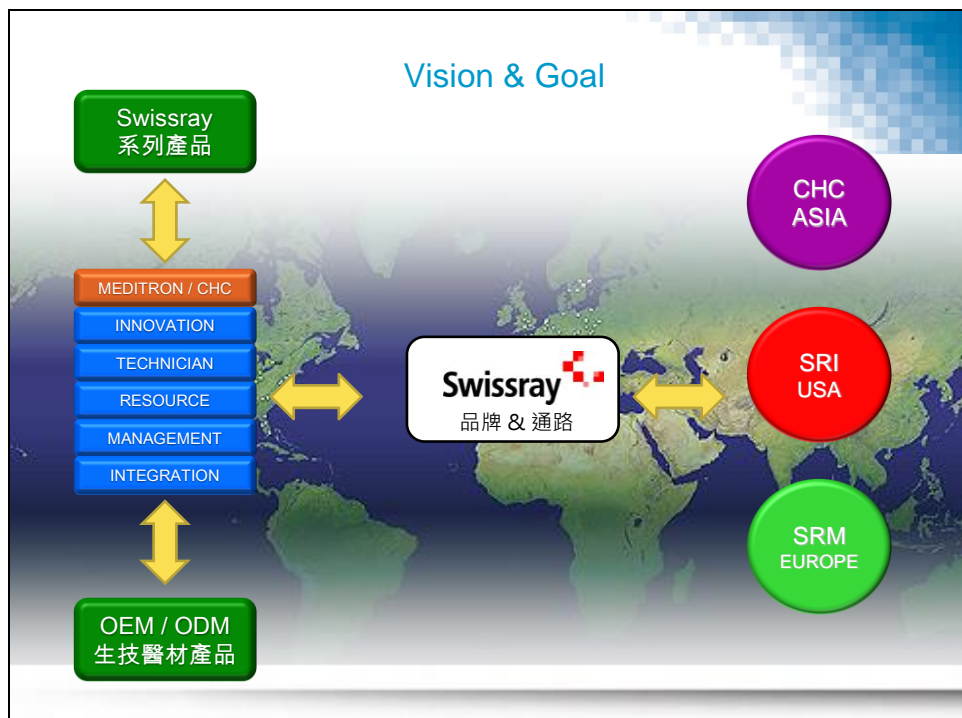 Vision & Goal
Swissray
系列產品
MEDITRON / CHC
INNOVATION
TECHNICIAN
RESOURCE
MANAGEMENT
INTEGRATION
OEM / ODM
生技醫材產品
Swissray
品牌 & 通路
CHC
ASIA
SRI
USA
SRM
EUROPE